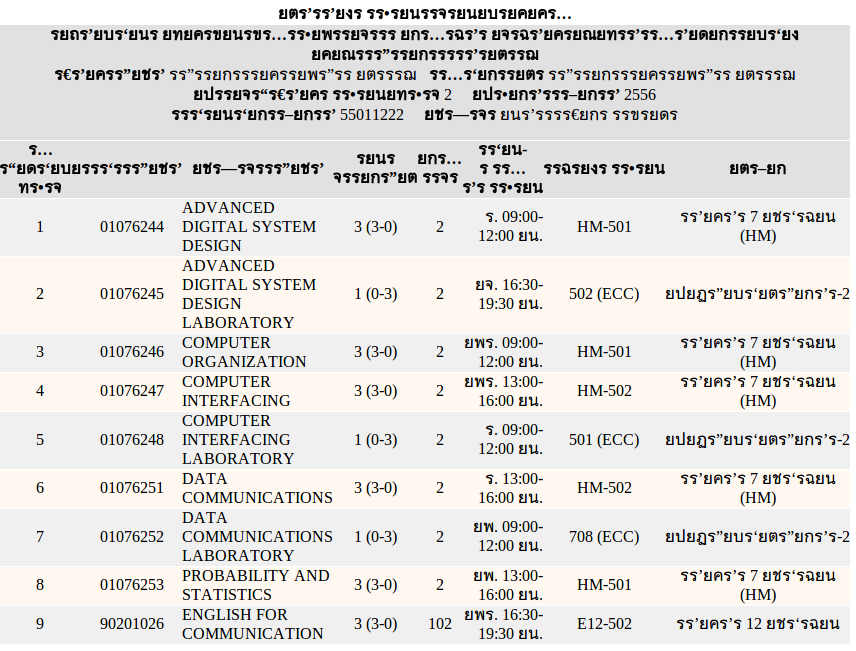 ยตร’รร’ยงร รร•รยนรรจรยนยบรยคยคร…
รยถร’ยบร‘ยนร ยทยครขยนรขร…รร•ยพรรยจรรร ยกร…รฉร’ร ยจรฉร’ยครยณยทรร’รร…ร’ยดยกรรยบร‘ยง
ยคยคยณรรร”รรยกรรรรร’รยตรรรฌ
ร€ร’ยครร”ยชร’ รร”รรยกรรรยครรยพร”รร ยตรรรฌ รร…ร‘ยกรรยตร รร”รรยกรรรยครรยพร”รร ยตรรรฌ
ยปรรยจร“ร€ร’ยคร รร•รยนยทร•รจ 2 ยปร•ยกร’รรร–ยกรร’ 2556
รรร‘รยนร‘ยกรร–ยกรร’ 55011222 ยชร—รจร ยนร’รรรร€ยกร รรขรยดร
ร…
ร“ยดร‘ยบ
ทร•รจ
ยรรร‘รรร”ยชร’
ยชร—รจรรร”ยชร’
รยนร
จรรยกร”ยต
ยกร…
รรจร
รร‘ยน-
ร รร…
ร’ร รร•รยน
รรฉรยงร รร•รยน
ยตร–ยก
1 01076244 ADVANCED
DIGITAL SYSTEM
DESIGN
3 (3-0) 2 ร. 09:00-
12:00 ยน.
HM-501 รร’ยคร’ร 7 ยชร‘รฉยน
(HM)
2 01076245 ADVANCED
DIGITAL SYSTEM
DESIGN
LABORATORY
1 (0-3) 2 ยจ. 16:30-
19:30 ยน.
502 (ECC) ยปยฏร”ยบร‘ยตร”ยกร’ร-2
3 01076246 COMPUTER
ORGANIZATION
3 (3-0) 2 ยพร. 09:00-
12:00 ยน.
HM-501 รร’ยคร’ร 7 ยชร‘รฉยน
(HM)
4 01076247 COMPUTER
INTERFACING
3 (3-0) 2 ยพร. 13:00-
16:00 ยน.
HM-502 รร’ยคร’ร 7 ยชร‘รฉยน
(HM)
5 01076248 COMPUTER
INTERFACING
LABORATORY
1 (0-3) 2 ร. 09:00-
12:00 ยน.
501 (ECC) ยปยฏร”ยบร‘ยตร”ยกร’ร-2
6 01076251 DATA
COMMUNICATIONS
3 (3-0) 2 ร. 13:00-
16:00 ยน.
HM-502 รร’ยคร’ร 7 ยชร‘รฉยน
(HM)
7 01076252 DATA
COMMUNICATIONS
LABORATORY
1 (0-3) 2 ยพ. 09:00-
12:00 ยน.
708 (ECC) ยปยฏร”ยบร‘ยตร”ยกร’ร-2
8 01076253 PROBABILITY AND
STATISTICS
3 (3-0) 2 ยพ. 13:00-
16:00 ยน.
HM-501 รร’ยคร’ร 7 ยชร‘รฉยน
(HM)
9 90201026 ENGLISH FOR
COMMUNICATION
3 (3-0) 102 ยพร. 16:30-
19:30 ยน.
E12-502 รร’ยคร’ร 12 ยชร‘รฉยน